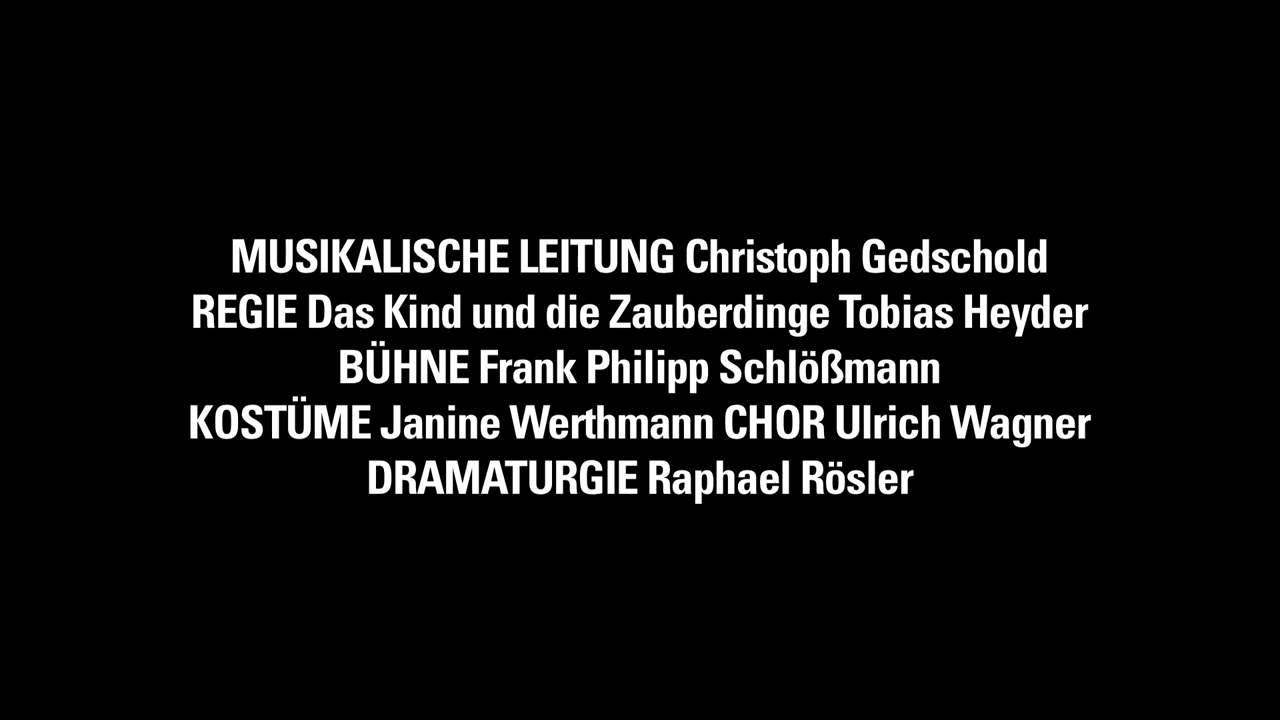 MUSIKALISCHE LEITUNG Christoph Gedschold
REGIE Das Kind und die Zauberdinge Tobias Heyder
BÜHNE Frank Philipp Schlößmann
KOSTÜME Janine Werthmann CHOR Ulrich Wagner
DRAMATURGIE Raphael Rösler